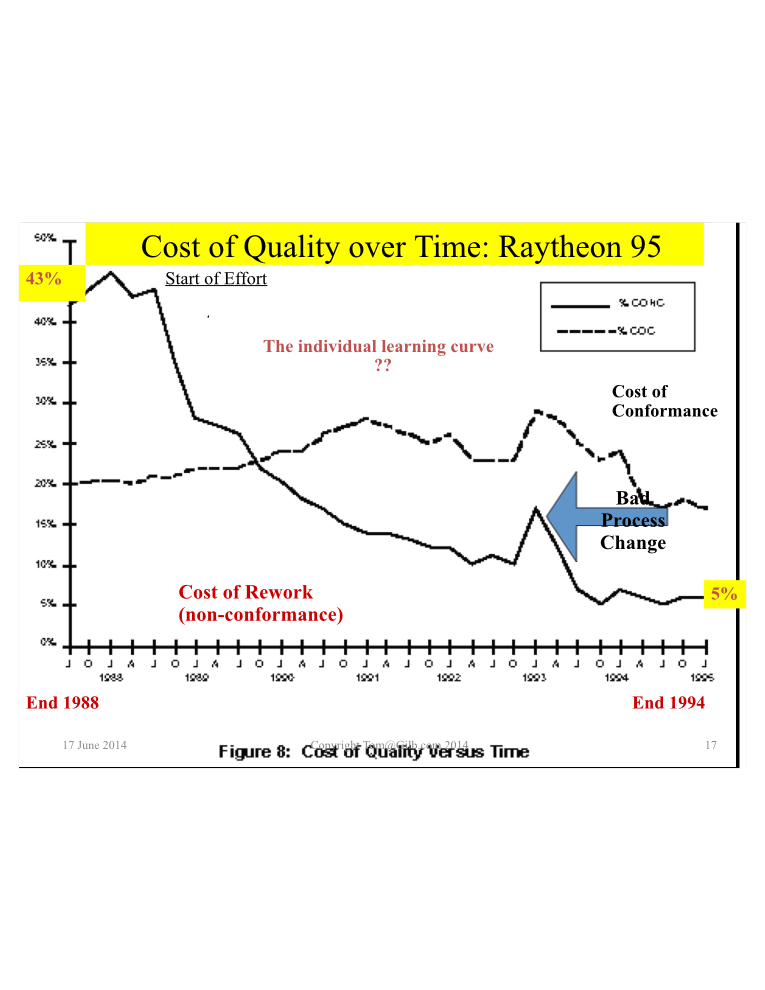 Cost of Quality over Time: Raytheon 95
50%
43%
Start of Effort
40%
35%
30%
25%
20%
15%
10%
5%
0%
% CONC
% COC
The individual learning curve
??
Cost of
Conformance
Bad
Process
Change
Cost of Rework
(non-conformance)
5%
J O J A J O J A J O J A J O J A J O J A J O J A J O J A J O J
1988 1989 1990 1991 1992 1993 1994 1995
End 1988 End 1994
17 June 2014 Copyright Tom@Gilb.com 2014 17
Figure 8: Cost of Quality Versus Time